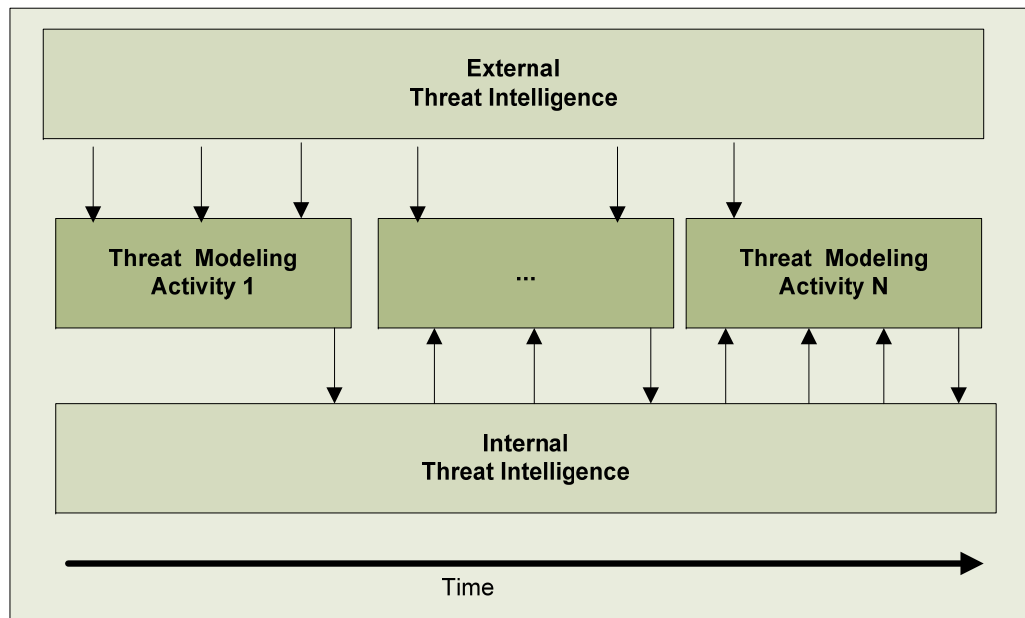 External
Threat Intelligence
Threat Modeling
Activity 1
...
Threat Modeling
Activity N
Internal
Threat Intelligence
Time